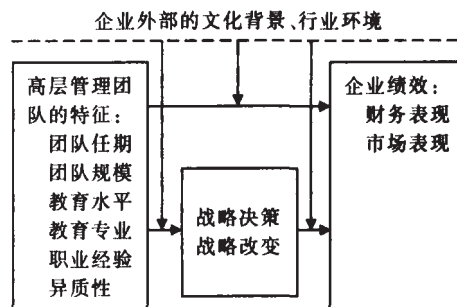 企业外部的文化背景、行业环境
高层管理团
队的特征:
团队任期
团队规模
教育水平
教育专业
职业经验
异质性
战略决策
战略改变
企业绩效:
财务表现
市场表现